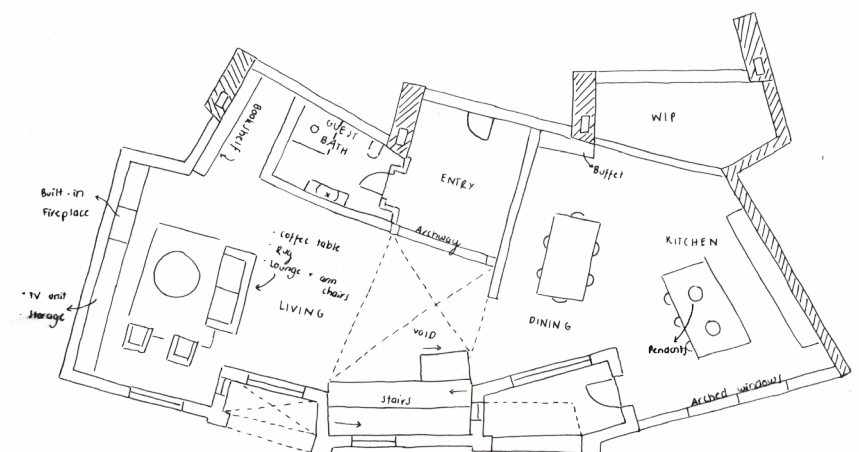 WIP
Bookshelf
GUEST
BATH
ENTRY
Buffet
Built-in
Fireplace
Archway
KITCHEN
· coffee table
· Rug
· Lounge + arm
chairs
· TV unit
· storage
LIVING
DINING
VOID
Pendants
stairs
Arched windows